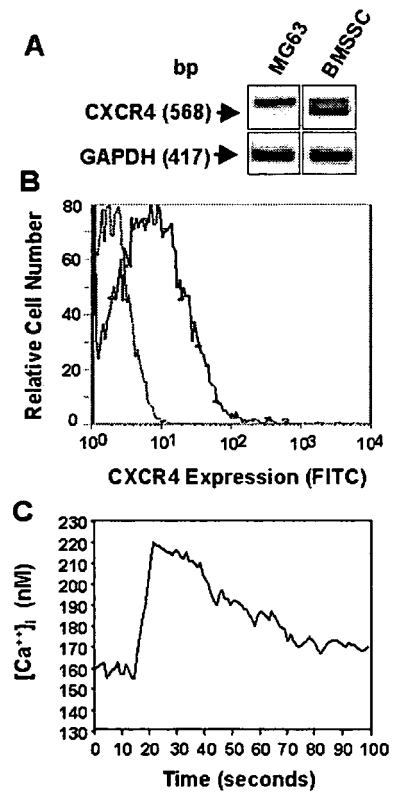 A
MG63
BMSSC
bp
CXCR4 (568)
GAPDH (417)
B
Relative Cell Number
80
60
40
20
0
10⁰ 10¹ 10² 10³ 10⁴
CXCR4 Expression (FITC)
C
[Ca⁺⁺]i (nM)
230
220
210
200
190
180
170
160
150
140
130
0 10 20 30 40 50 60 70 80 90 100
Time (seconds)